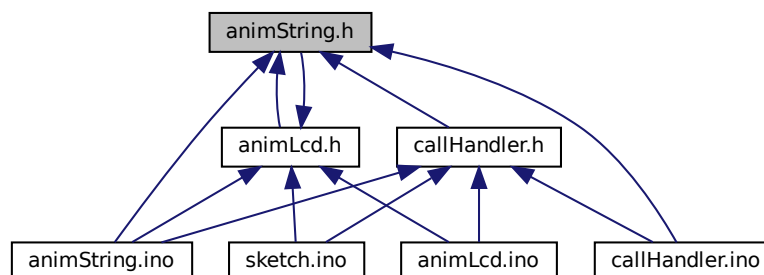 animString.h
animLcd.h
callHandler.h
animString.ino
sketch.ino
animLcd.ino
callHandler.ino